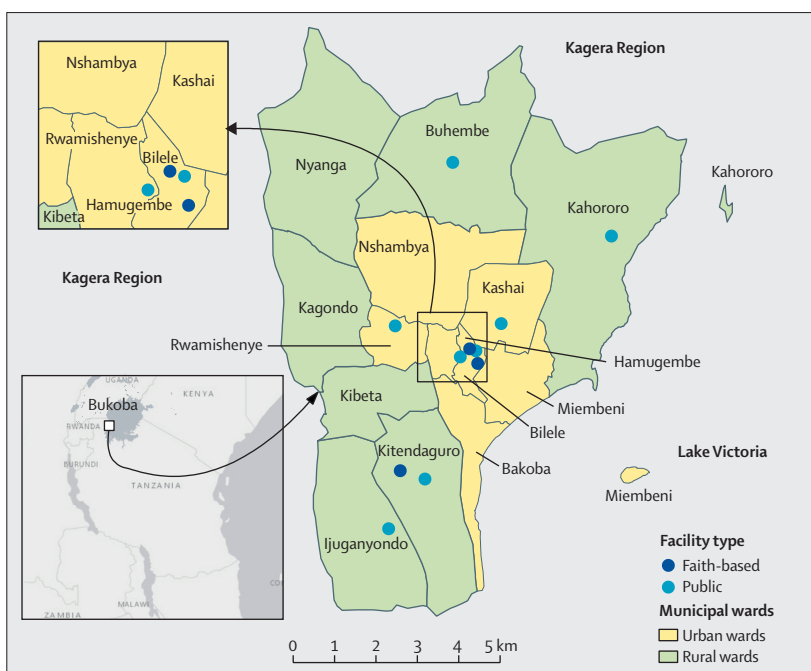 Kagera Region
Nshambya
Kashai
Rwamishenye
Bilele
Hamugembe
Kibeta
Kagera Region
Nyanga
Buhembe
Kahororo
Kahororo
Nshambya
Kagondo
Kashai
Rwamishenye
Hamugembe
Kibeta
Miembeni
Bilele
Kitendaguro
Bakoba
Lake Victoria
Miembeni
Ijuganyondo
UGANDA
KENYA
Bukoba
RWANDA
BURUNDI
TANZANIA
MALAWI
ZAMBIA
Facility type
Faith-based
Public
Municipal wards
Urban wards
Rural wards
0 1 2 3 4 5 km